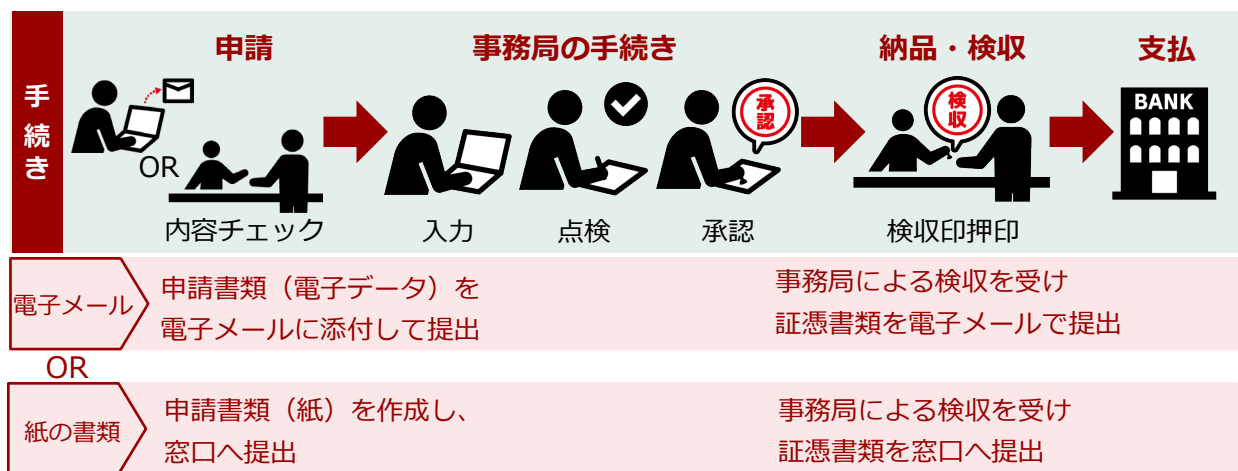 手続き
申請
事務局の手続き
納品・検収
支払
OR
承認
検収
BANK
内容チェック
入力
点検
承認
検収印押印
電子メール
申請書類（電子データ）を
電子メールに添付して提出
事務局による検収を受け
証憑書類を電子メールで提出
OR
紙の書類
申請書類（紙）を作成し、
窓口へ提出
事務局による検収を受け
証憑書類を窓口へ提出